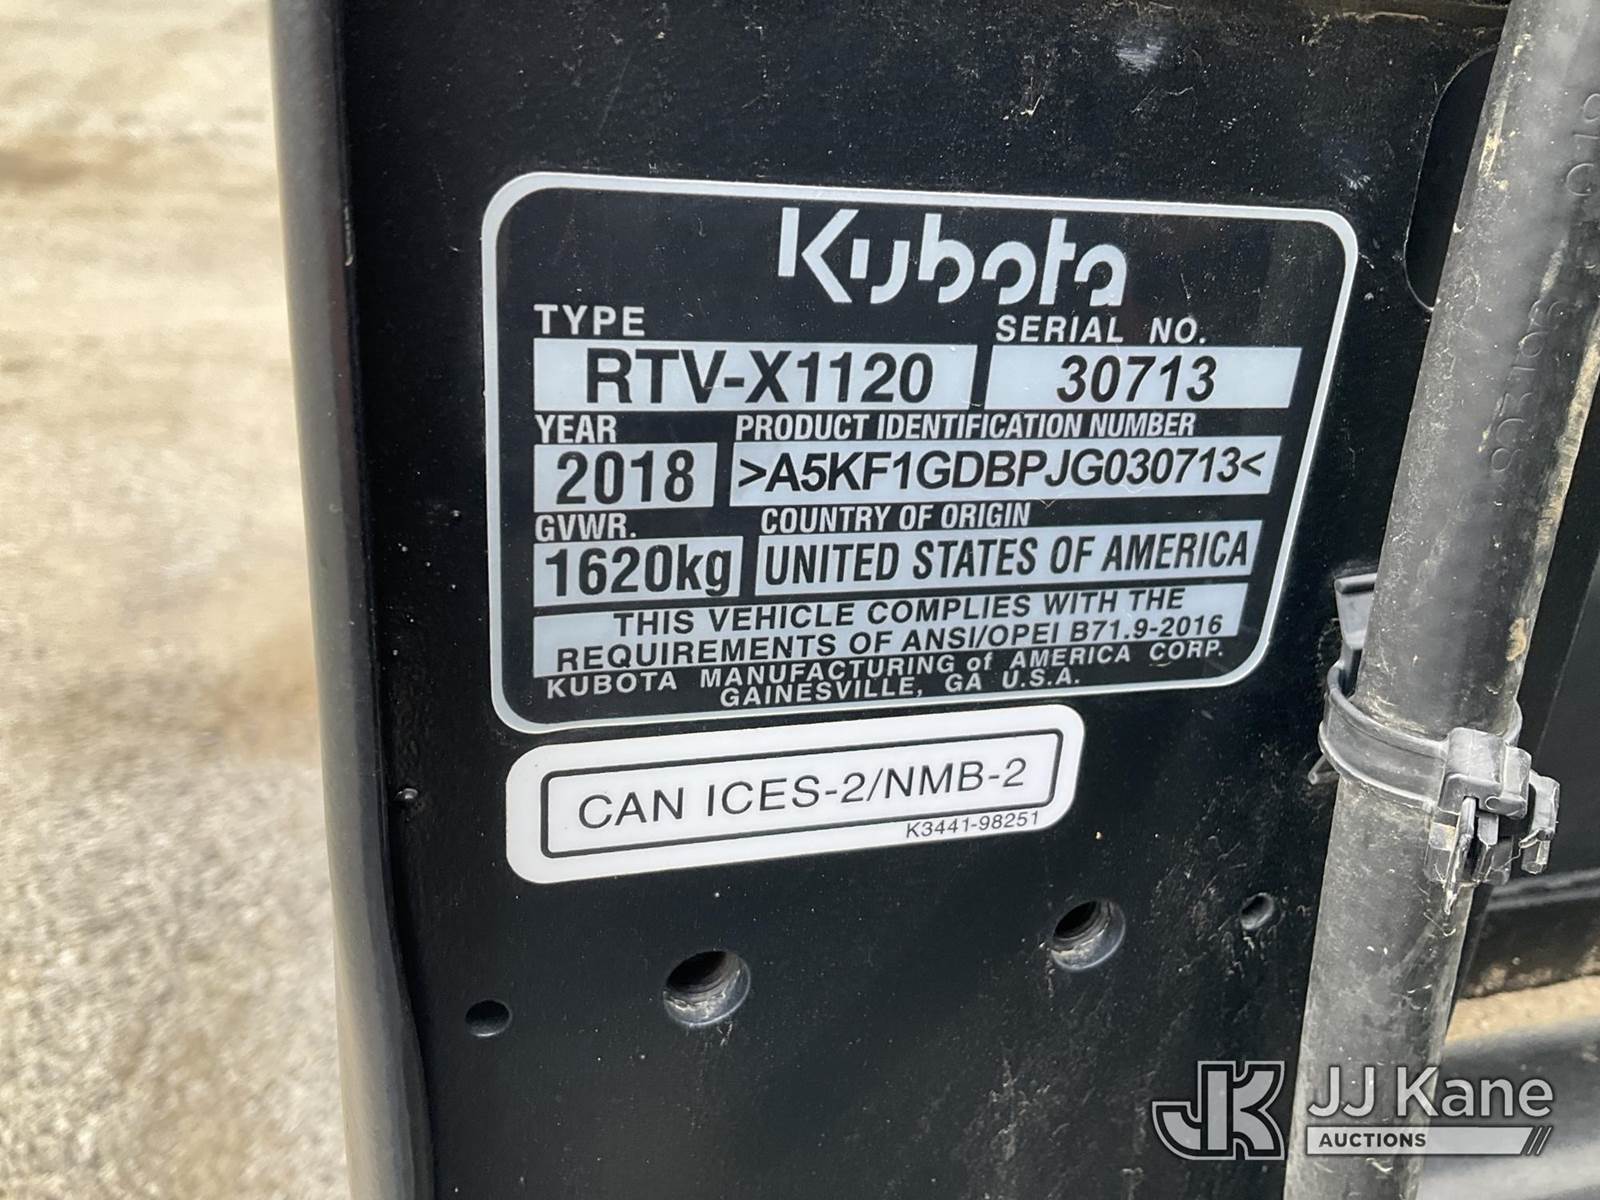 Kubota
TYPE
SERIAL NO.
RTV-X1120
30713
YEAR
PRODUCT IDENTIFICATION NUMBER
2018
>A5KF1GDBPJG030713<
GVWR.
COUNTRY OF ORIGIN
1620kg
UNITED STATES OF AMERICA
THIS VEHICLE COMPLIES WITH THE
REQUIREMENTS OF ANSI/OPEI B71.9-2016
KUBOTA MANUFACTURING of AMERICA CORP.
GAINESVILLE, GA U.S.A.
CAN ICES-2/NMB-2
K3441-98251
JK JJ Kane
AUCTIONS